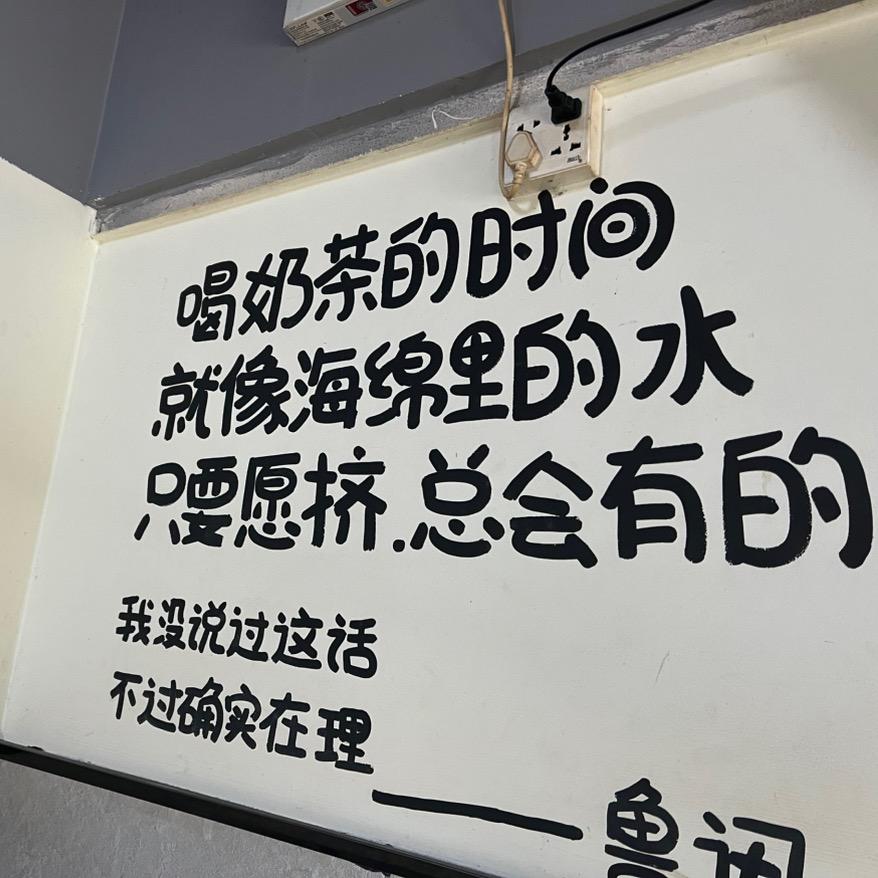 喝奶茶的时间
就像海绵里的水
只要愿挤.总会有的
我没说过这话
不过确实在理
——鲁迅